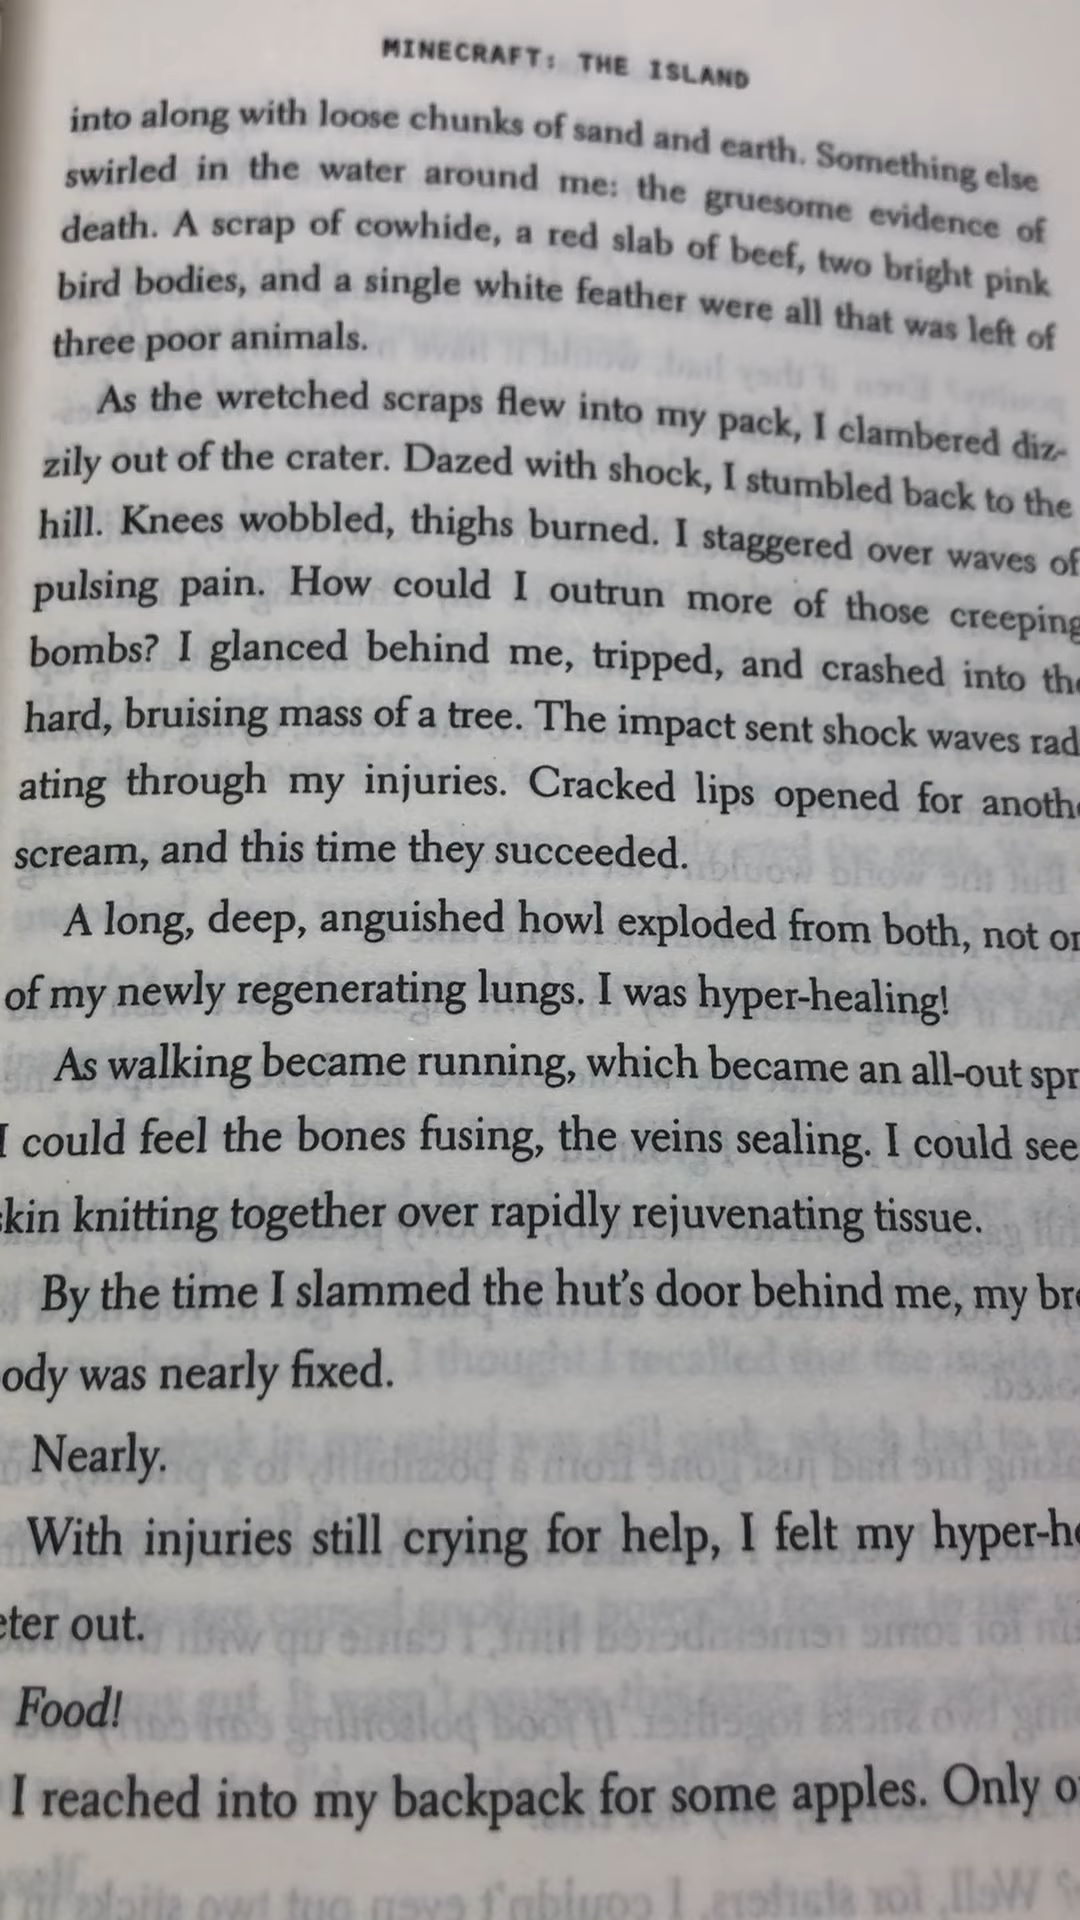 MINECRAFT: THE ISLAND
into along with loose chunks of sand and earth. Something else
swirled in the water around me: the gruesome evidence of
death. A scrap of cowhide, a red slab of beef, two bright pink
bird bodies, and a single white feather were all that was left of
three poor animals.
As the wretched scraps flew into my pack, I clambered diz-
zily out of the crater. Dazed with shock, I stumbled back to the
hill. Knees wobbled, thighs burned. I staggered over waves of
pulsing pain. How could I outrun more of those creeping
bombs? I glanced behind me, tripped, and crashed into
hard, bruising mass of a tree. The impact sent shock waves rad
ating through my injuries. Cracked lips opened for
scream, and this time they succeeded.
A long, deep, anguished howl exploded from both, not
of my newly regenerating lungs. I was hyper-healing!
As walking became running, which became an all-out spr
I could feel the bones fusing, the veins sealing. I could see
kin knitting together over rapidly rejuvenating tissue.
By the time I slammed the hut's door behind me, my
ody was nearly fixed.
Nearly.
With injuries still crying for help, I felt my hyper-h
ter out.
Food!
I reached into my backpack for some apples. Only